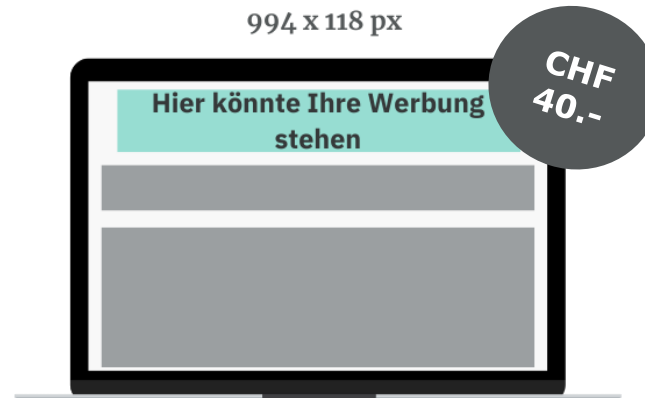 994 x 118 px
CHF
40.-
Hier könnte Ihre Werbung
stehen